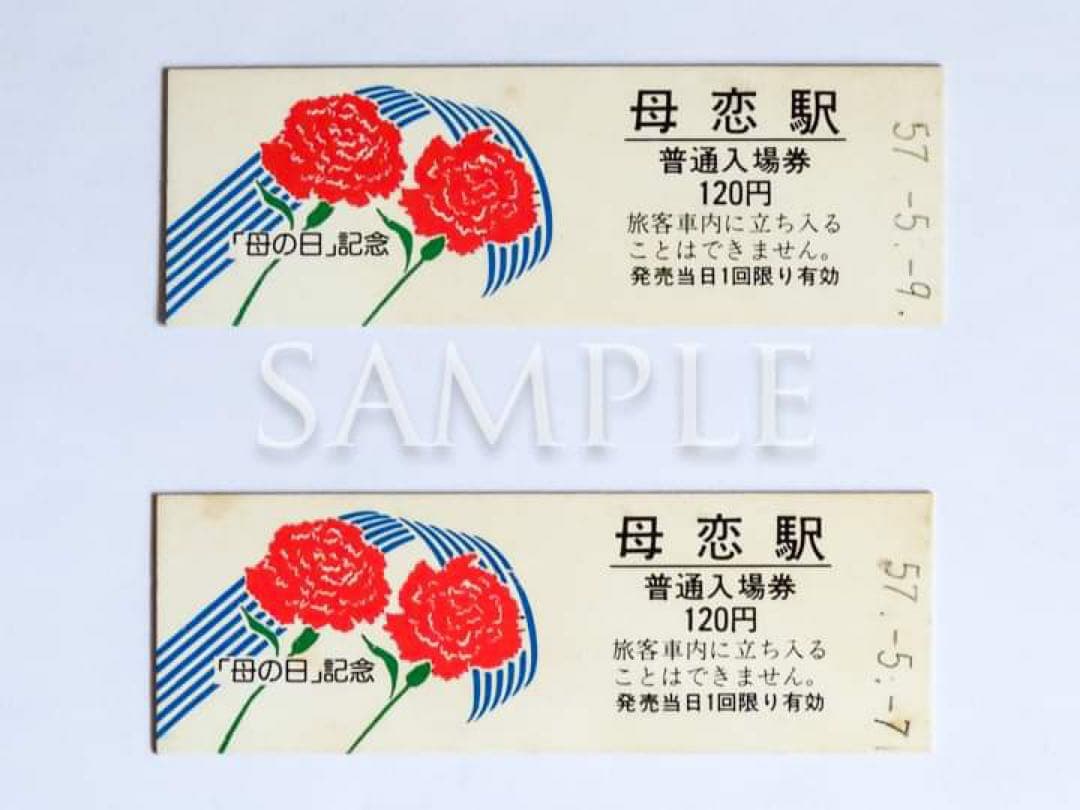 母恋駅
普通入場券
120円
旅客車内に立ち入る
ことはできません。
発売当日1回限り有効
「母の日」記念
57.-5.-9.
SAMPLE
母恋駅
普通入場券
120円
旅客車内に立ち入る
ことはできません。
発売当日1回限り有効
「母の日」記念
57.-5.-7